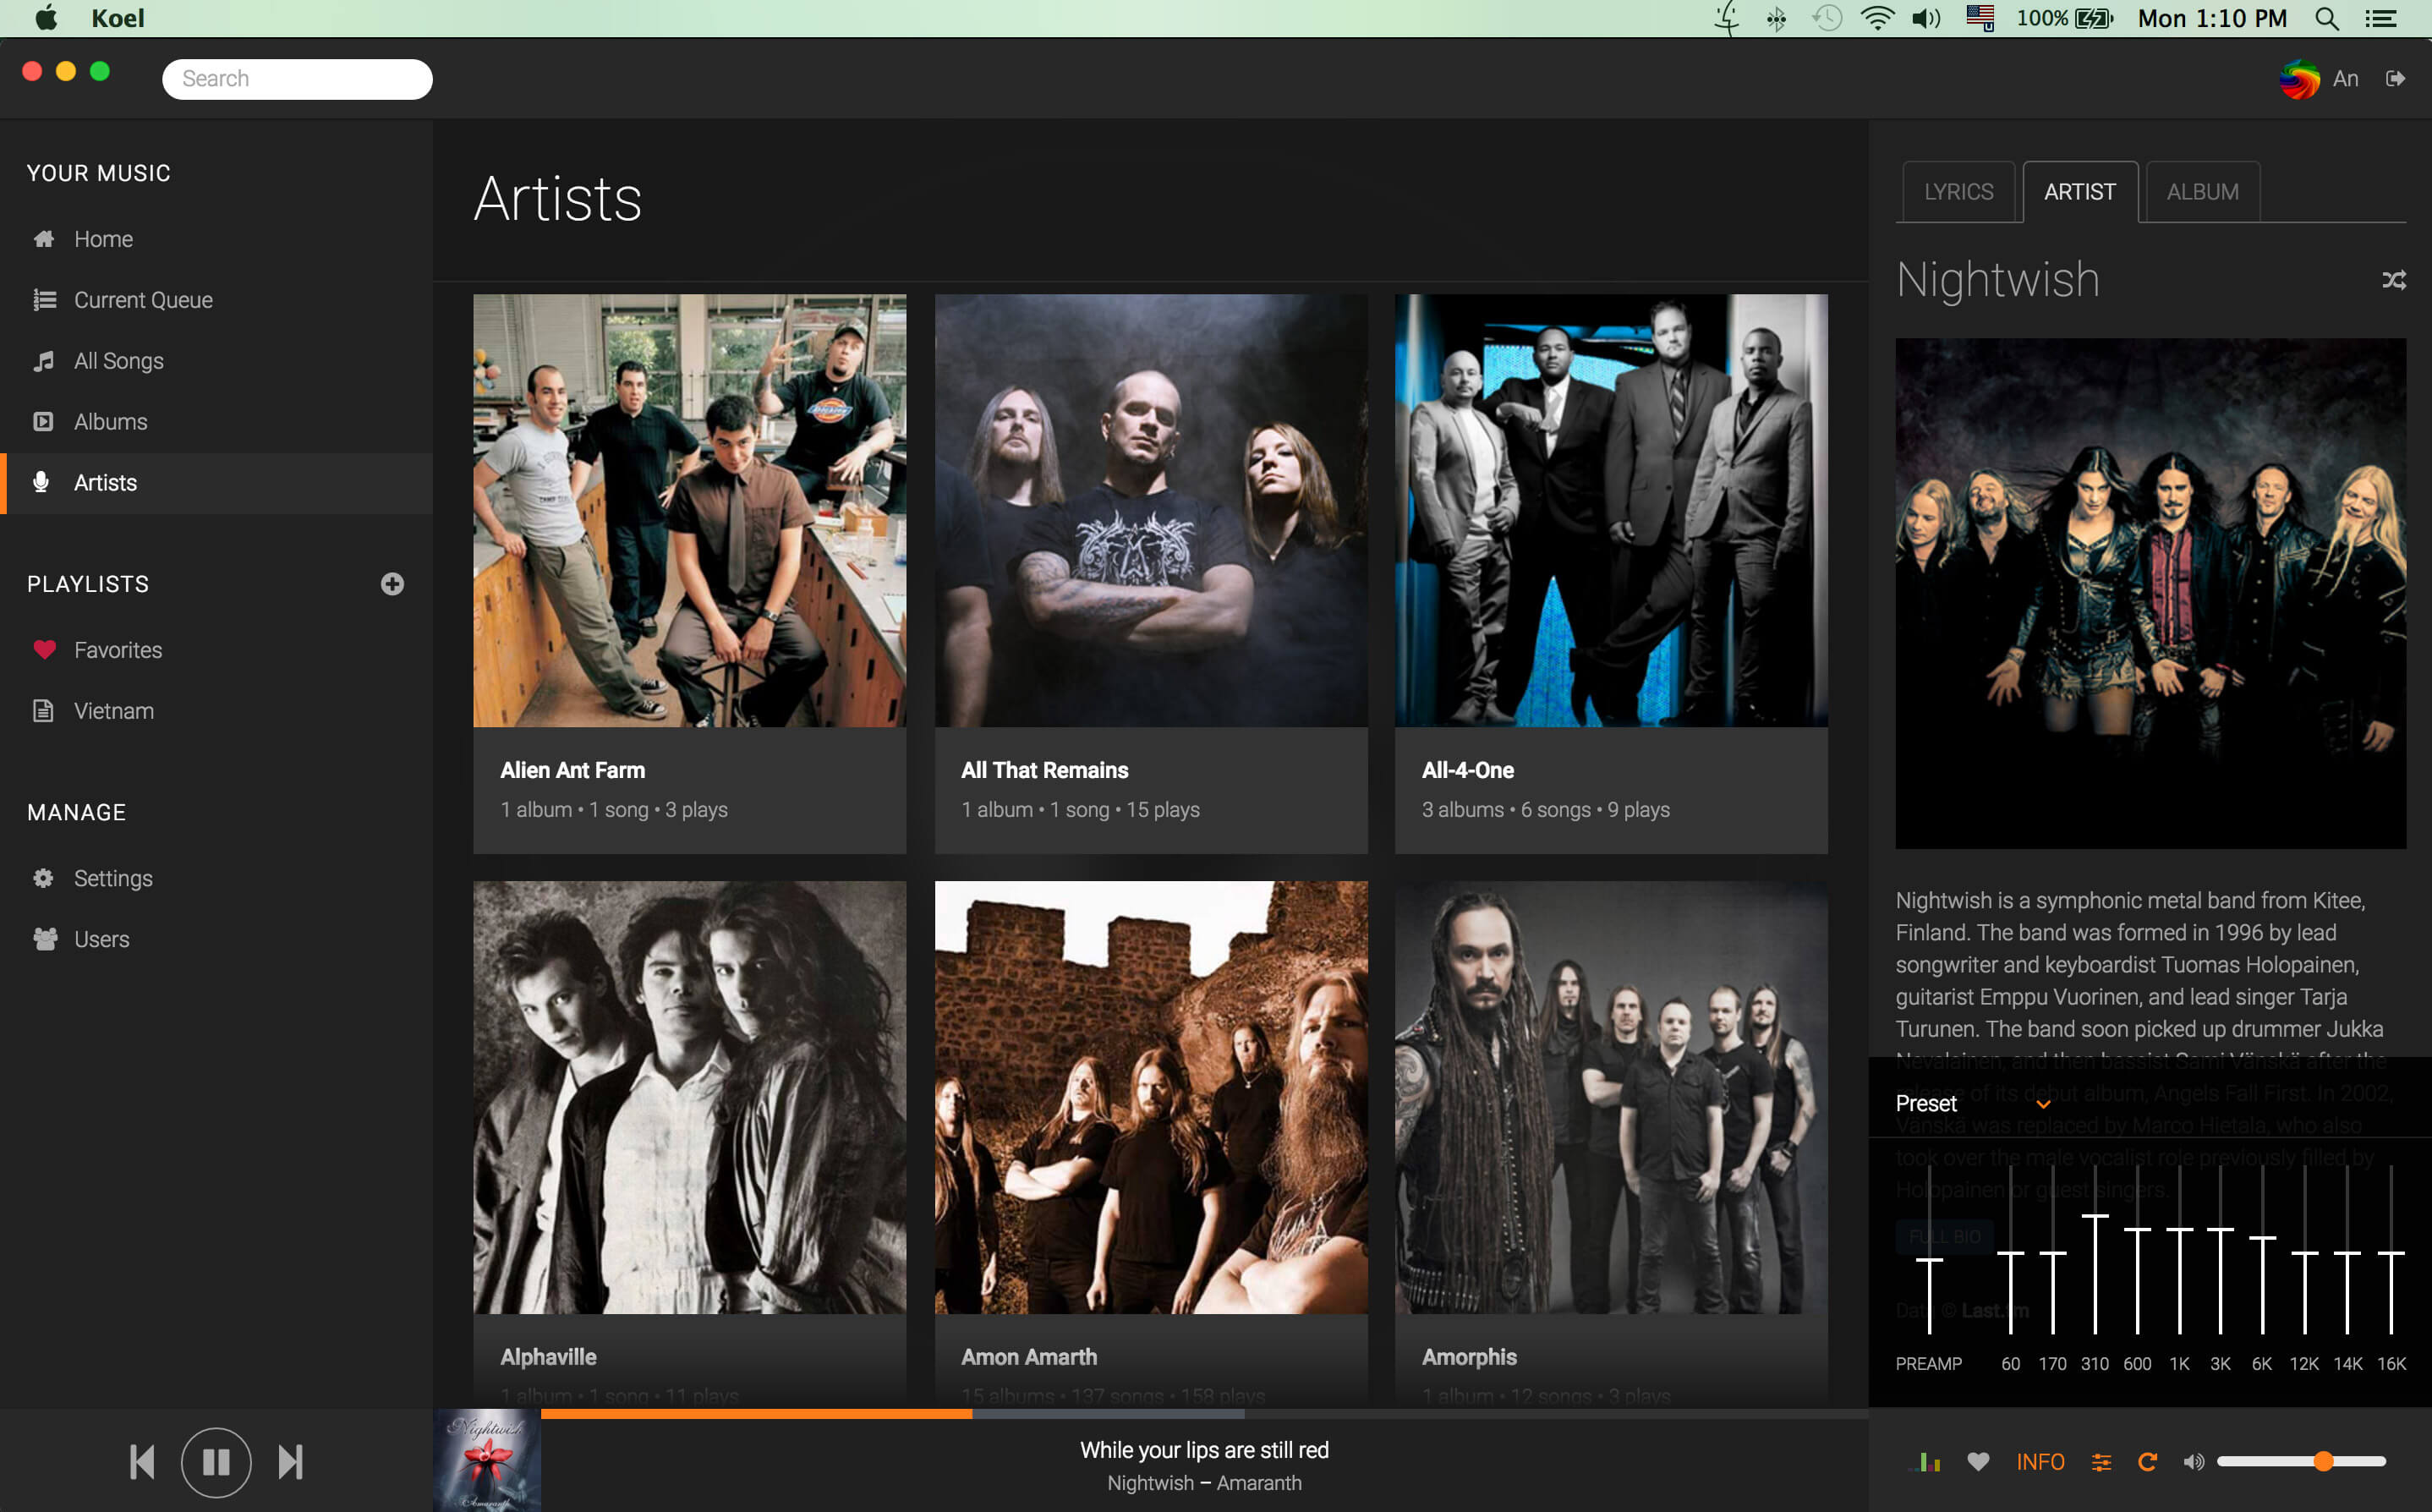 Koel
100%
Mon 1:10 PM
Search
An
YOUR MUSIC
Home
Current Queue
All Songs
Albums
Artists
PLAYLISTS
Favorites
Vietnam
MANAGE
Settings
Users
Artists
Alien Ant Farm
1 album • 1 song • 3 plays
All That Remains
1 album • 1 song • 15 plays
All-4-One
3 albums • 6 songs • 9 plays
Alphaville
1 album • 1 song • 11 plays
Amon Amarth
15 albums • 137 songs • 158 plays
Amorphis
1 album • 12 songs • 3 plays
LYRICS
ARTIST
ALBUM
Nightwish
Nightwish is a symphonic metal band from Kitee,
Finland. The band was formed in 1996 by lead
songwriter and keyboardist Tuomas Holopainen,
guitarist Emppu Vuorinen, and lead singer Tarja
Turunen. The band soon picked up drummer Jukka
Nevalainen, and then bassist Sami Vänskä after the
release of its debut album, Angels Fall First. In 2002,
Vänskä was replaced by Marco Hietala, who also
took over the male vocalist role previously filled by
Holopainen or guest singers.
FULL BIO
Data © Last.fm
Preset
PREAMP 60 170 310 600 1K 3K 6K 12K 14K 16K
Nightwish
Amaranth
While your lips are still red
Nightwish – Amaranth
INFO